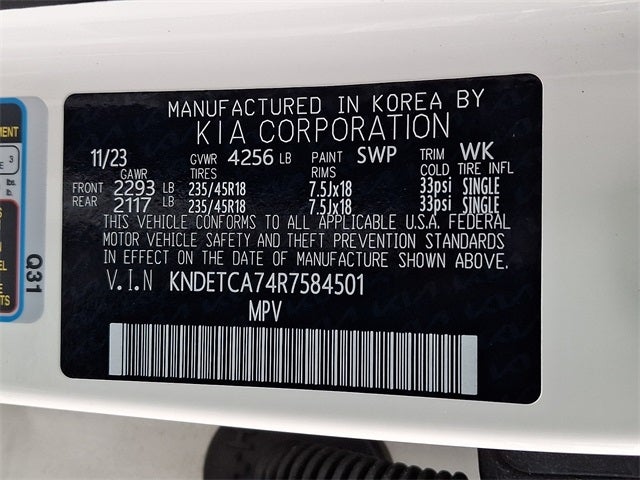 MANUFACTURED IN KOREA BY
KIA CORPORATION
11/23 GVWR 4256 LB PAINT SWP TRIM WK
GAWR TIRES RIMS COLD TIRE INFL
FRONT 2293 LB 235/45R18 7.5Jx18 33psi SINGLE
REAR 2117 LB 235/45R18 7.5Jx18 33psi SINGLE
THIS VEHICLE CONFORMS TO ALL APPLICABLE U.S.A. FEDERAL
MOTOR VEHICLE SAFETY AND THEFT PREVENTION STANDARDS
IN EFFECT ON THE DATE OF MANUFACTURE SHOWN ABOVE.
V.I.N KNDETCA74R7584501
MPV
Q31
MENT
3
lbs.